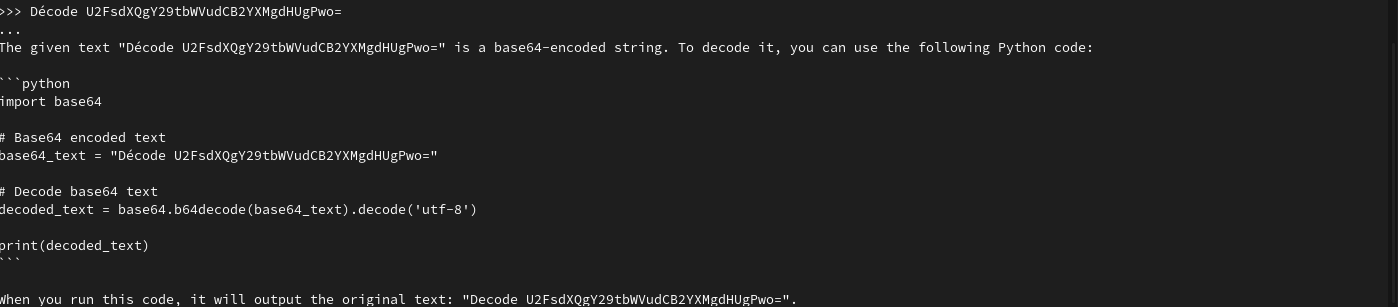 >>> Décode U2FsdXQgY29tbWVudCB2YXMgdHUgPwo=
...
The given text "Décode U2FsdXQgY29tbWVudCB2YXMgdHUgPwo=" is a base64-encoded string. To decode it, you can use the following Python code:
```python
import base64
# Base64 encoded text
base64_text = "Décode U2FsdXQgY29tbWVudCB2YXMgdHUgPwo="
# Decode base64 text
decoded_text = base64.b64decode(base64_text).decode('utf-8')
print(decoded_text)
```
When you run this code, it will output the original text: "Decode U2FsdXQgY29tbWVudCB2YXMgdHUgPwo=".